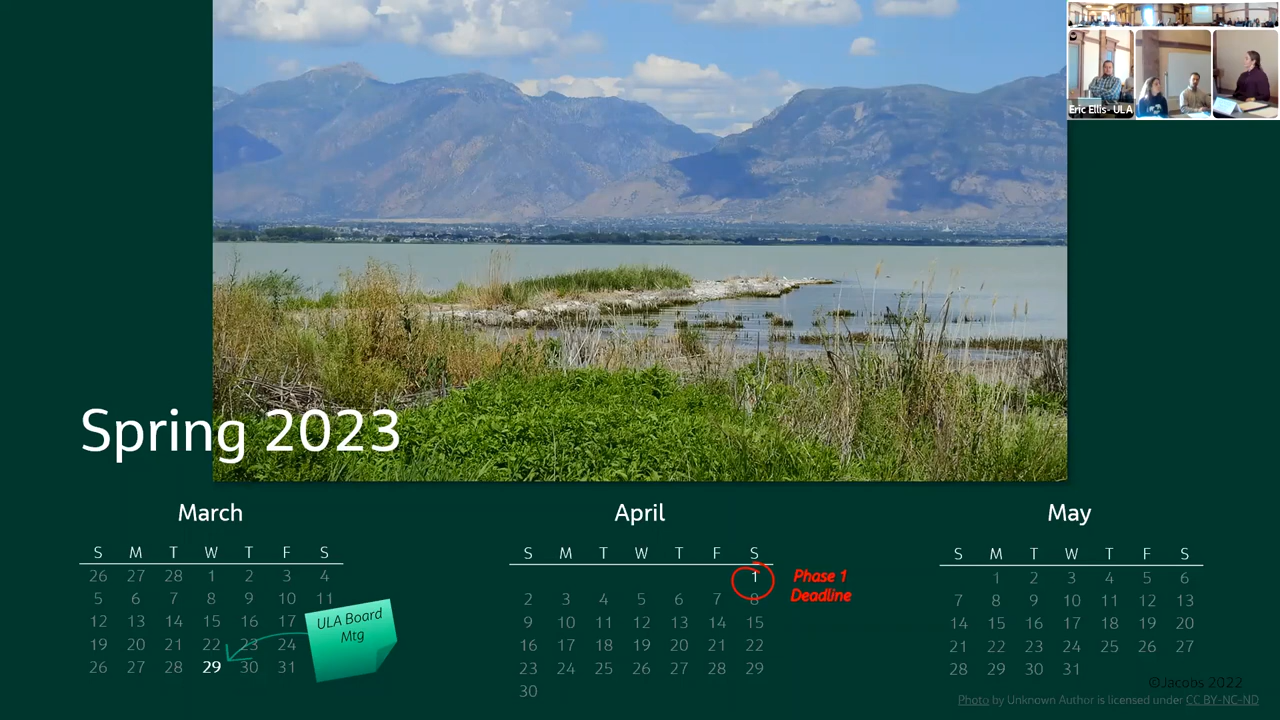 Eric Ellis- ULA
Spring 2023
March
S M T W T F S
26 27 28 1 2 3 4
5 6 7 8 9 10 11
12 13 14 15 16 17
19 20 21 22 23 24
26 27 28 29 30 31
ULA Board
Mtg
April
S M T W T F S
1
2 3 4 5 6 7 8
9 10 11 12 13 14 15
16 17 18 19 20 21 22
23 24 25 26 27 28 29
30
Phase 1
Deadline
May
S M T W T F S
1 2 3 4 5 6
7 8 9 10 11 12 13
14 15 16 17 18 19 20
21 22 23 24 25 26 27
28 29 30 31
©Jacobs 2022
Photo by Unknown Author is licensed under CC BY-NC-ND